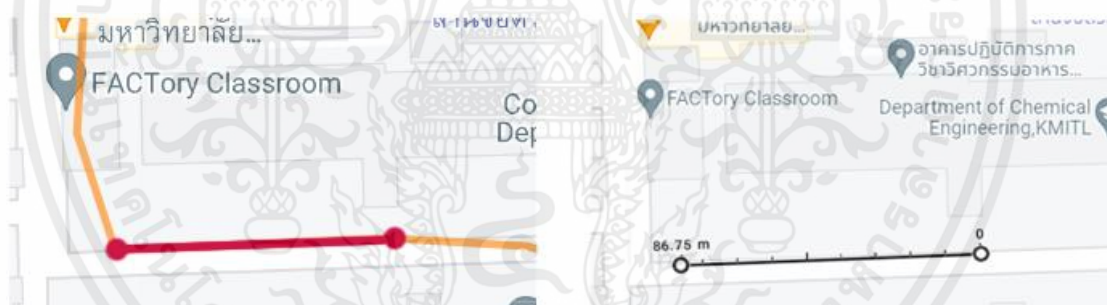 มหาวิทยาลัย...
FACTory Classroom
Co
Dep
มหาวิทยาลัย...
อาคารปฏิบัติการภาค
วิชาวิศวกรรมอาหาร...
FACTory Classroom
Department of Chemical
Engineering,KMITL
86.75 m
0